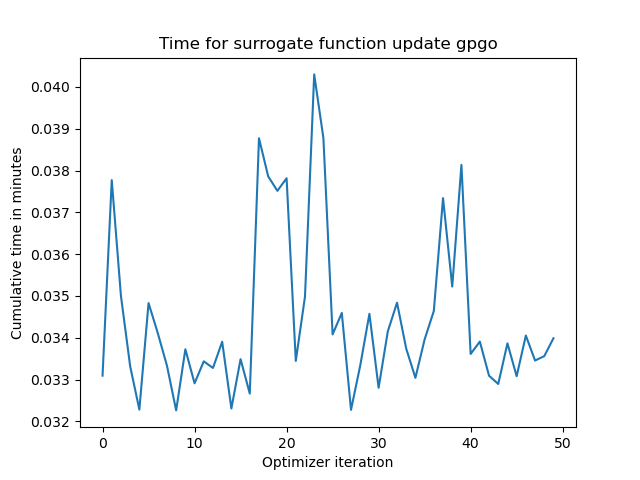 Time for surrogate function update gpgo
0.040
0.039
0.038
0.037
0.036
0.035
0.034
0.033
0.032
Cumulative time in minutes
0 10 20 30 40 50
Optimizer iteration